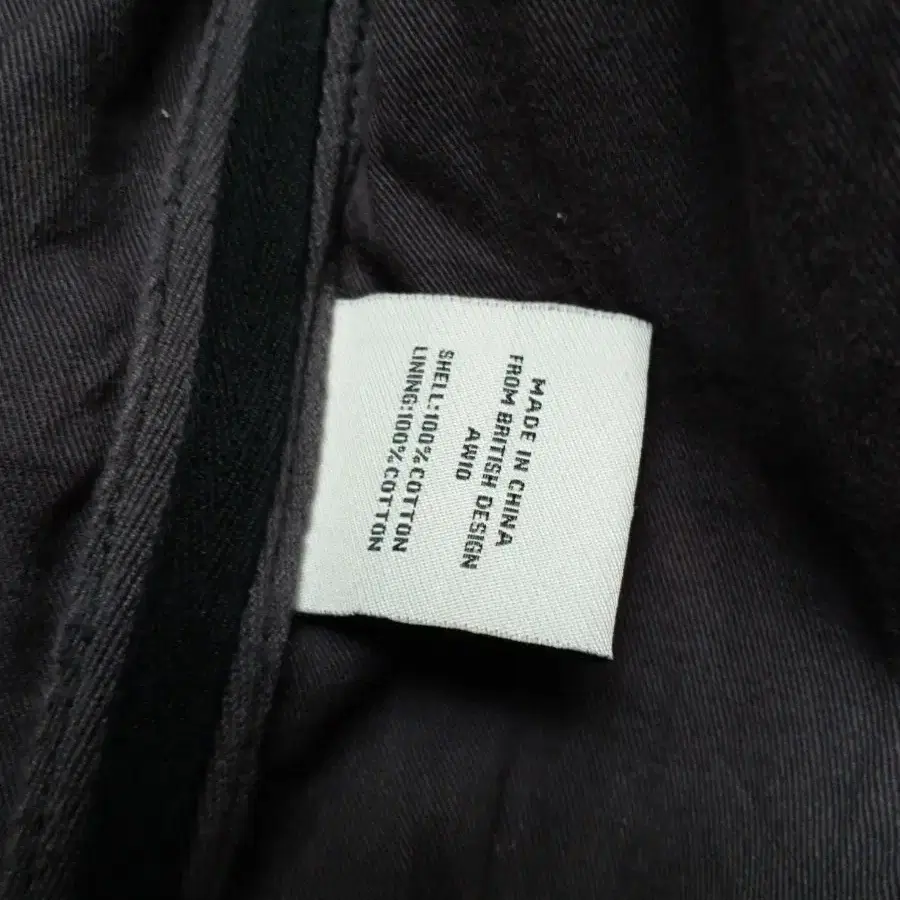 MADE IN CHINA
FROM BRITISH DESIGN
AW10
SHELL:100% COTTON
LINING:100% COTTON